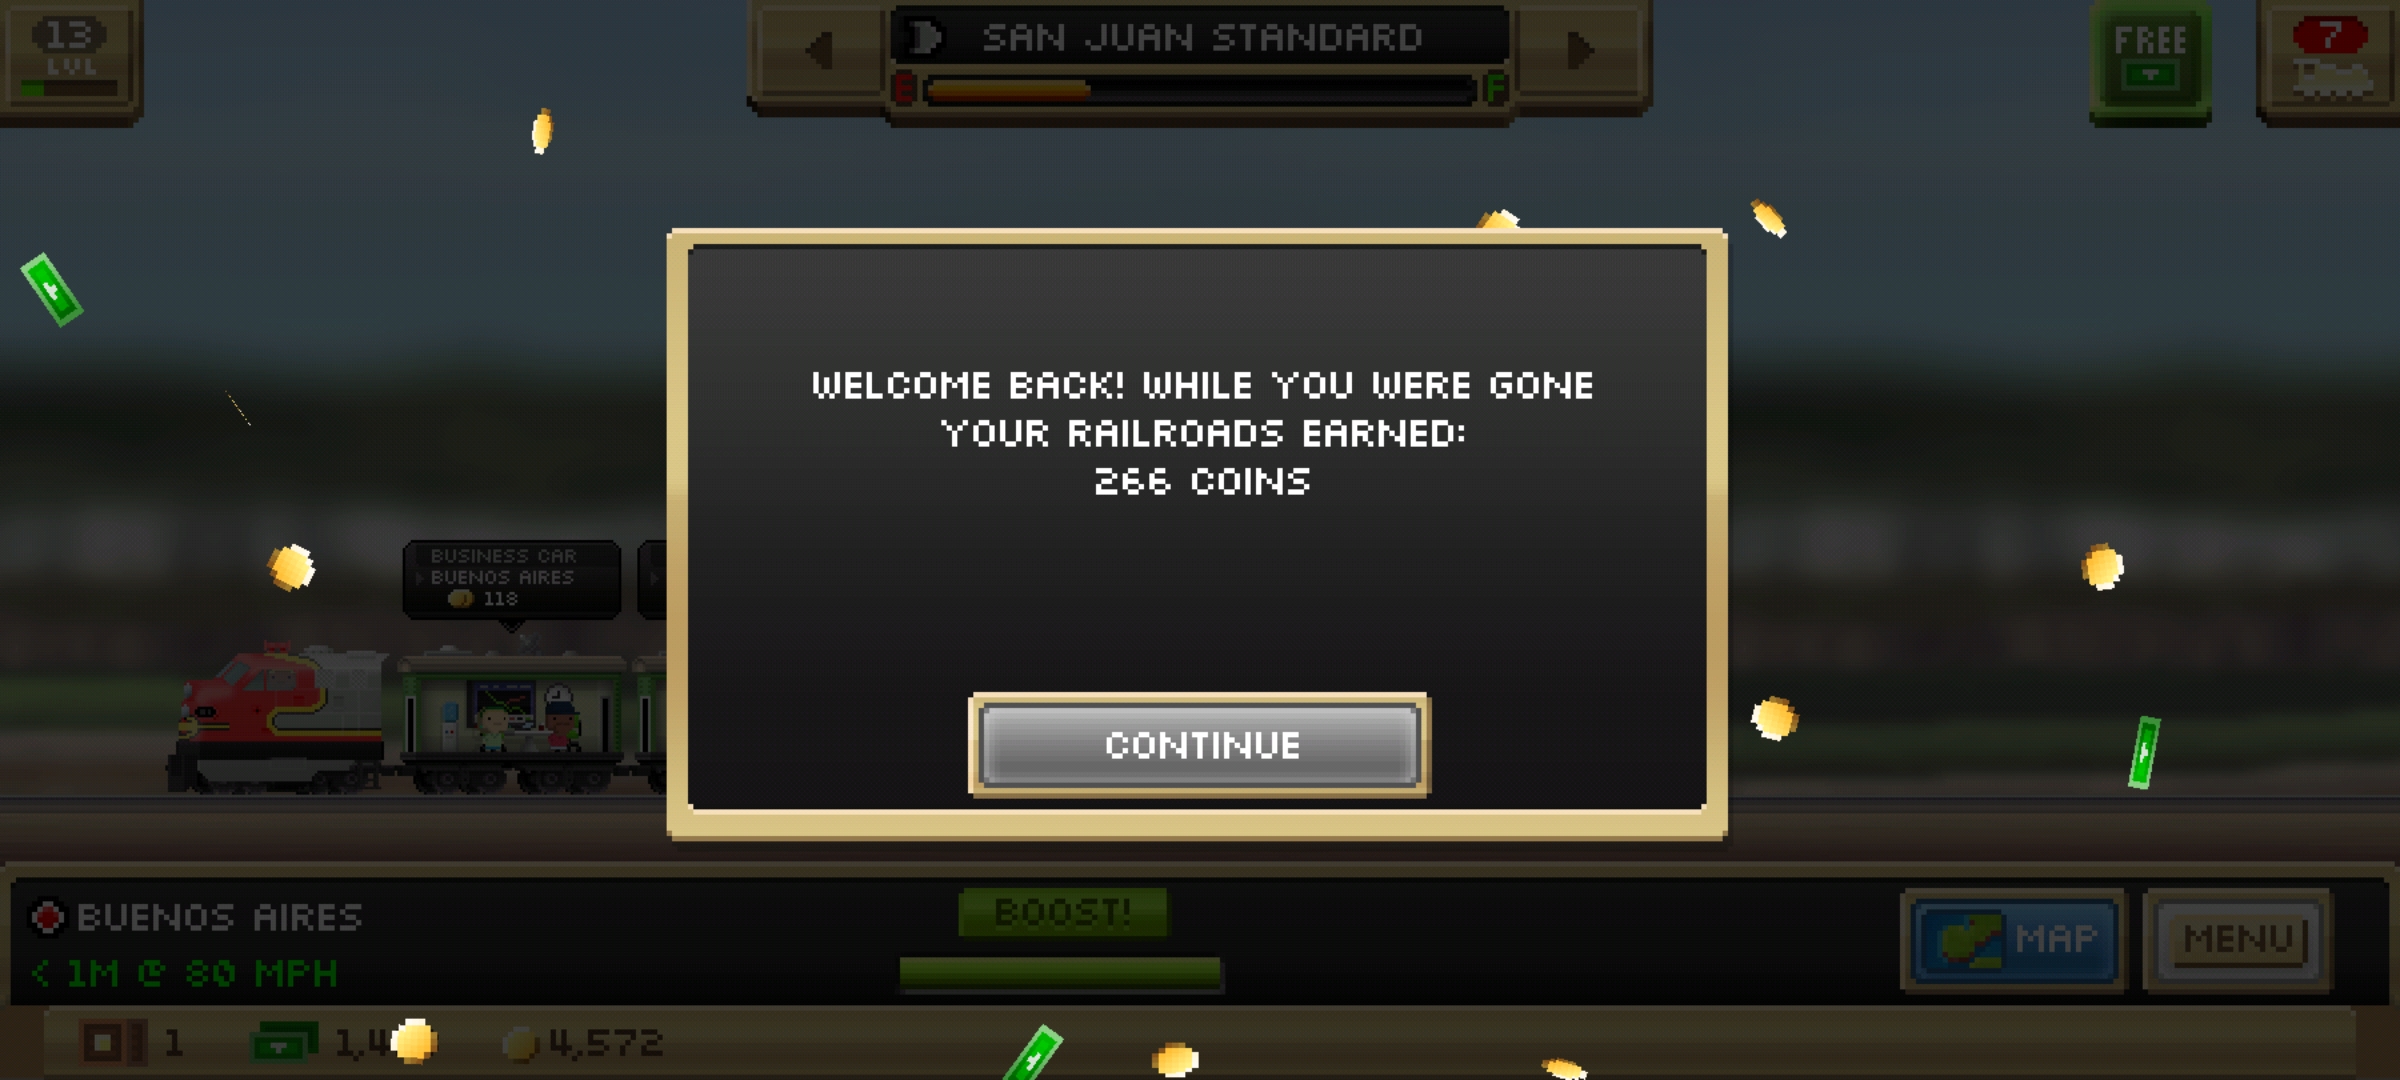 13
LVL
SAN JUAN STANDARD
E
F
FREE
7
WELCOME BACK! WHILE YOU WERE GONE
YOUR RAILROADS EARNED:
266 COINS
CONTINUE
BUSINESS CAR
BUENOS AIRES
118
BUENOS AIRES
< 1M @ 80 MPH
BOOST!
MAP
MENU
1
4,572